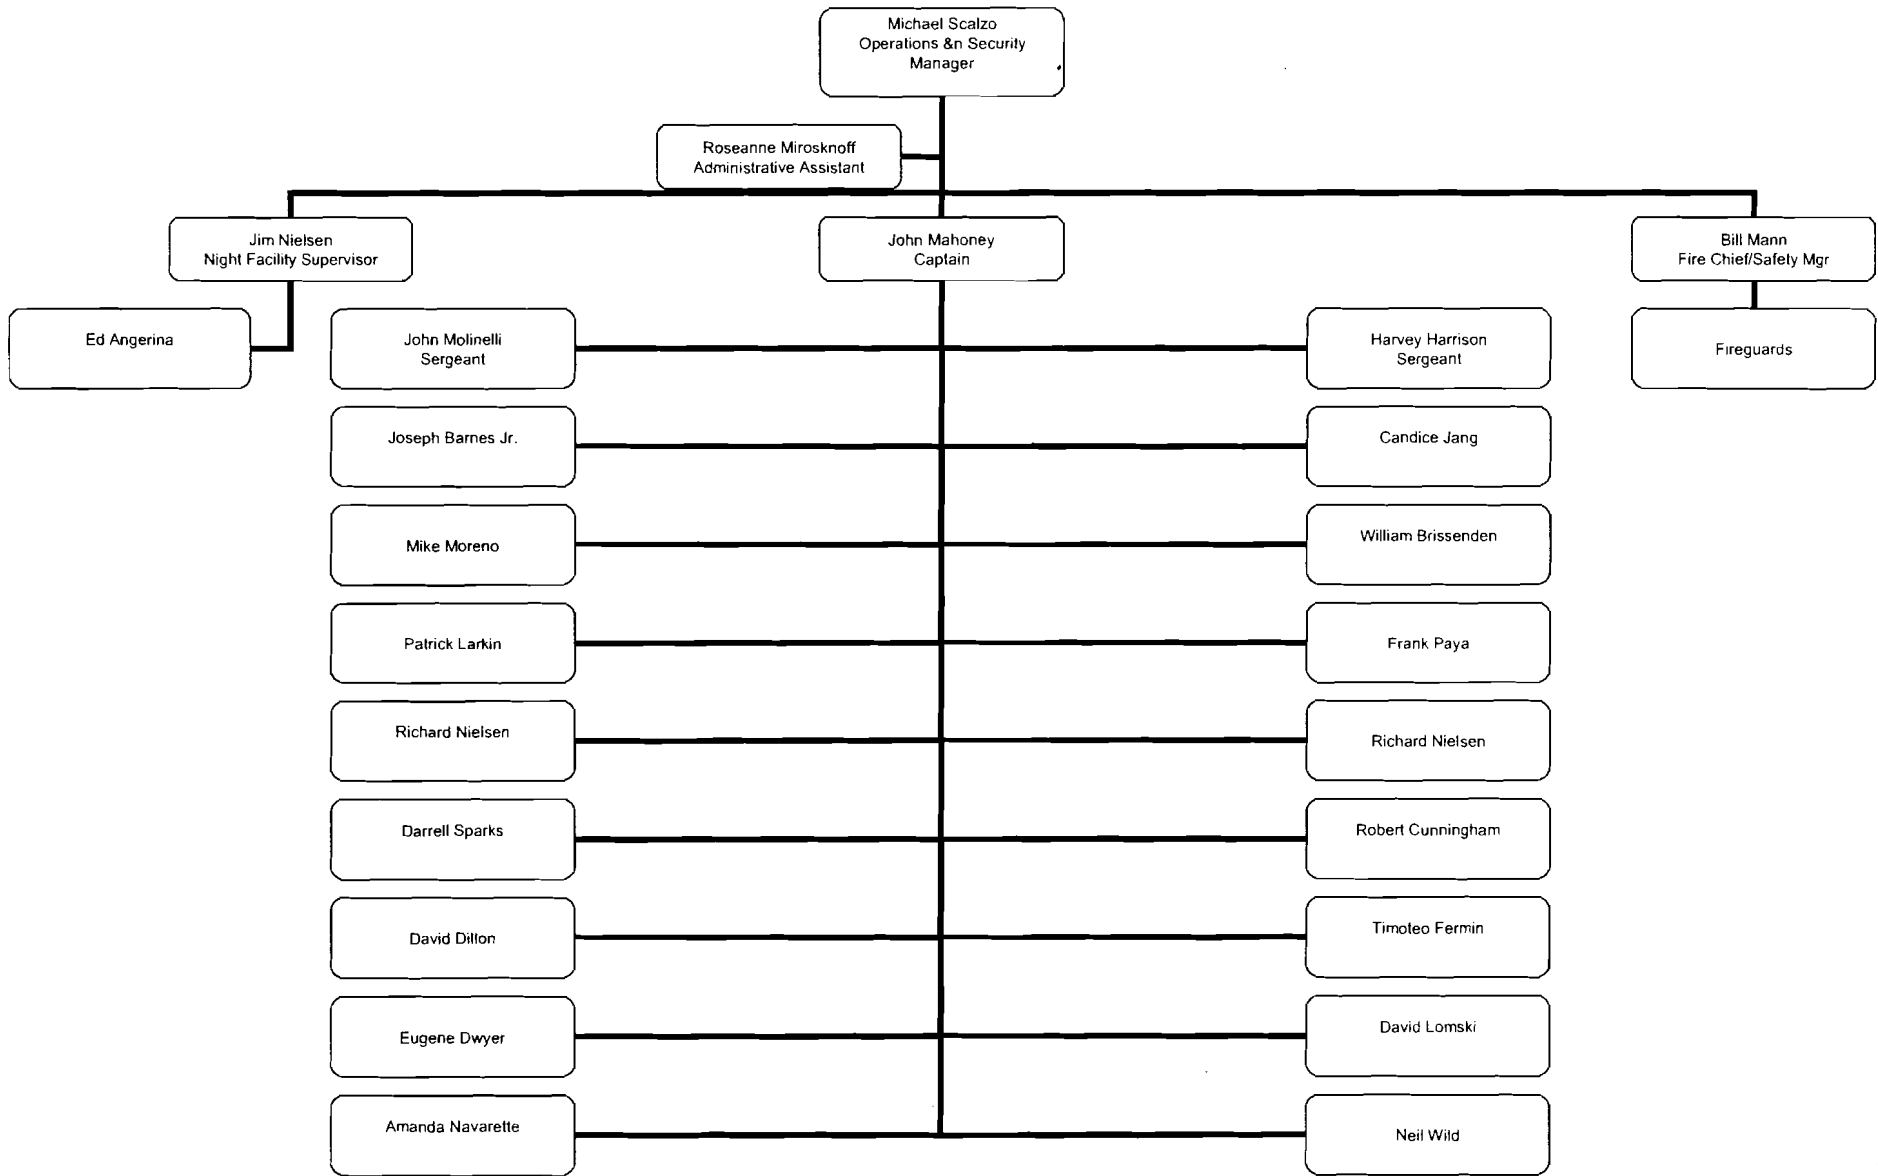 Michael Scalzo
Operations &n Security
Manager
Roseanne Mirosknoff
Administrative Assistant
Jim Nielsen
Night Facility Supervisor
John Mahoney
Captain
Bill Mann
Fire Chief/Safety Mgr
Ed Angerina
John Molinelli
Sergeant
Harvey Harrison
Sergeant
Fireguards
Joseph Barnes Jr.
Candice Jang
Mike Moreno
William Brissenden
Patrick Larkin
Frank Paya
Richard Nielsen
Richard Nielsen
Darrell Sparks
Robert Cunningham
David Dillon
Timoteo Fermin
Eugene Dwyer
David Lomski
Amanda Navarette
Neil Wild